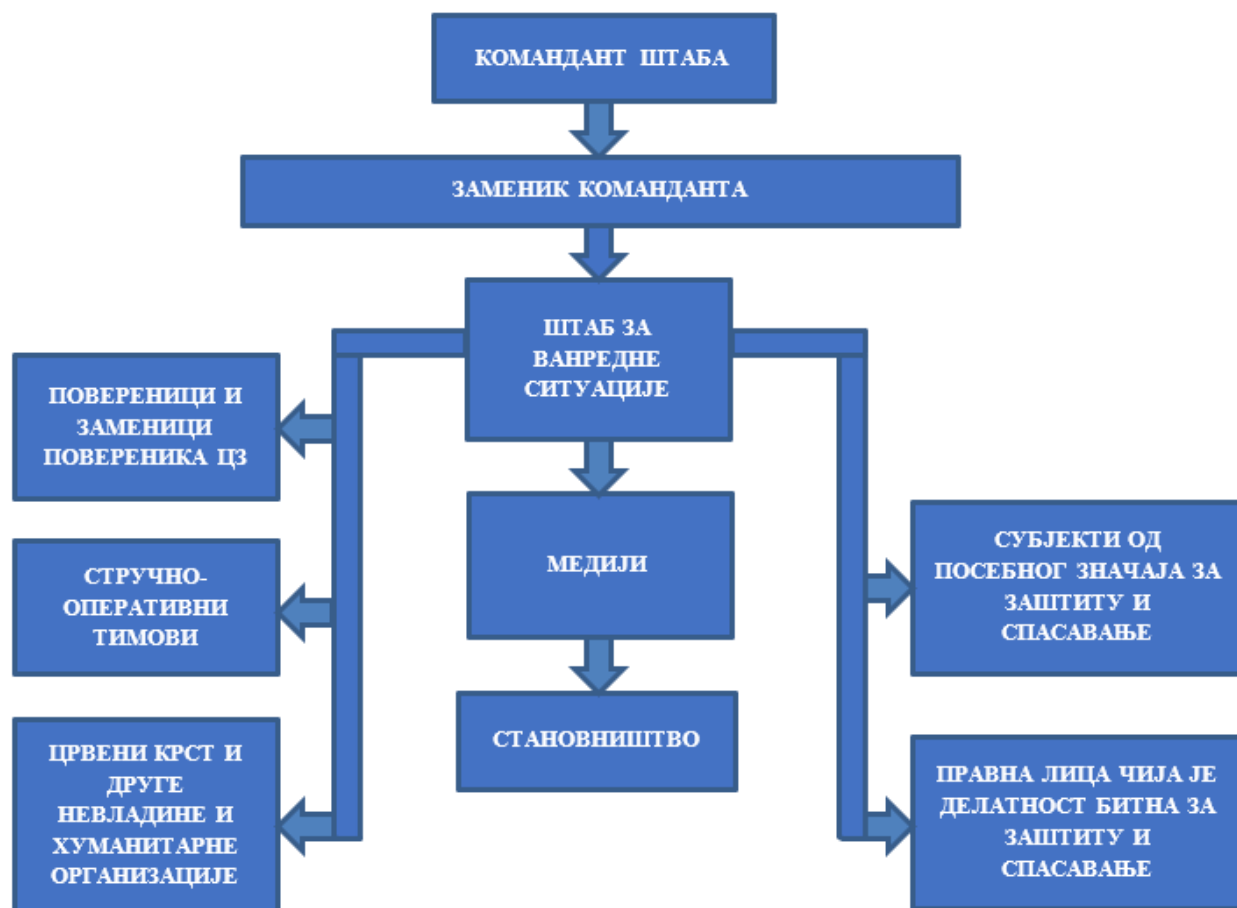 КОМАНДАНТ ШТАБА
ЗАМЕНИК КОМАНДАНТА
ШТАБ ЗА
ВАНРЕДНЕ
СИТУАЦИЈЕ
ПОВЕРЕНИЦИ И
ЗАМЕНИЦИ
ПОВЕРЕНИКА ЦЗ
СТРУЧНО-
ОПЕРАТИВНИ
ТИМОВИ
ЦРВЕНИ КРСТ И
ДРУГЕ
НЕВЛАДИНЕ И
ХУМАНИТАРНЕ
ОРГАНИЗАЦИЈЕ
МЕДИЈИ
СТАНОВНИШТВО
СУБЈЕКТИ ОД
ПОСЕБНОГ ЗНАЧАЈА ЗА
ЗАШТИТУ И
СПАСАВАЊЕ
ПРАВНА ЛИЦА ЧИЈА ЈЕ
ДЕЛАТНОСТ БИТНА ЗА
ЗАШТИТУ И
СПАСАВАЊЕ